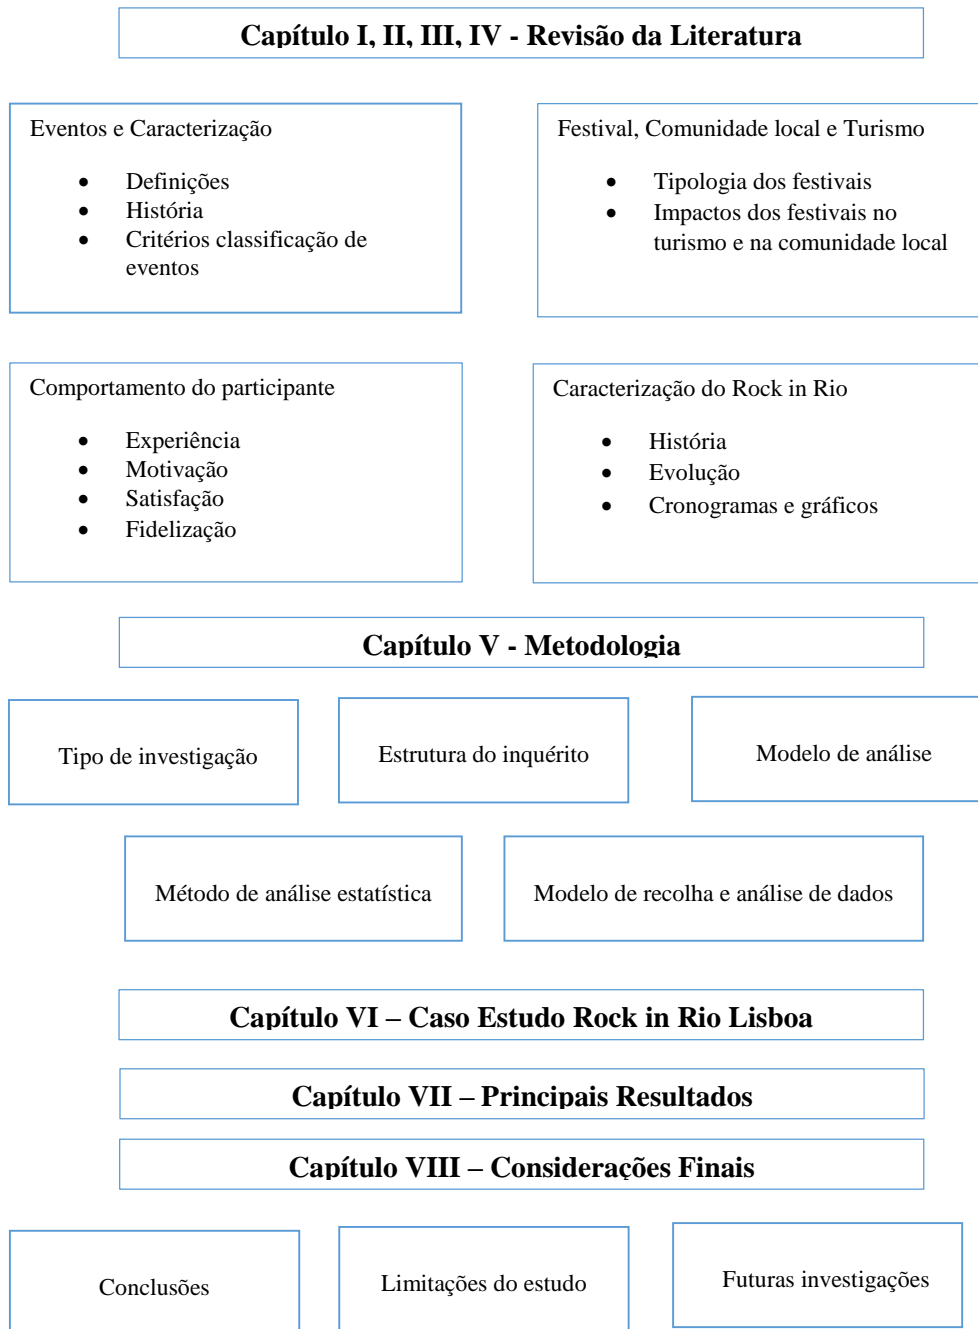 Capítulo I, II, III, IV - Revisão da Literatura
Eventos e Caracterização
• Definições
• História
• Critérios classificação de
eventos
Festival, Comunidade local e Turismo
• Tipologia dos festivais
• Impactos dos festivais no
turismo e na comunidade local
Comportamento do participante
• Experiência
• Motivação
• Satisfação
• Fidelização
Caracterização do Rock in Rio
• História
• Evolução
• Cronogramas e gráficos
Capítulo V - Metodologia
Tipo de investigação
Estrutura do inquérito
Modelo de análise
Método de análise estatística
Modelo de recolha e análise de dados
Capítulo VI – Caso Estudo Rock in Rio Lisboa
Capítulo VII – Principais Resultados
Capítulo VIII – Considerações Finais
Conclusões
Limitações do estudo
Futuras investigações